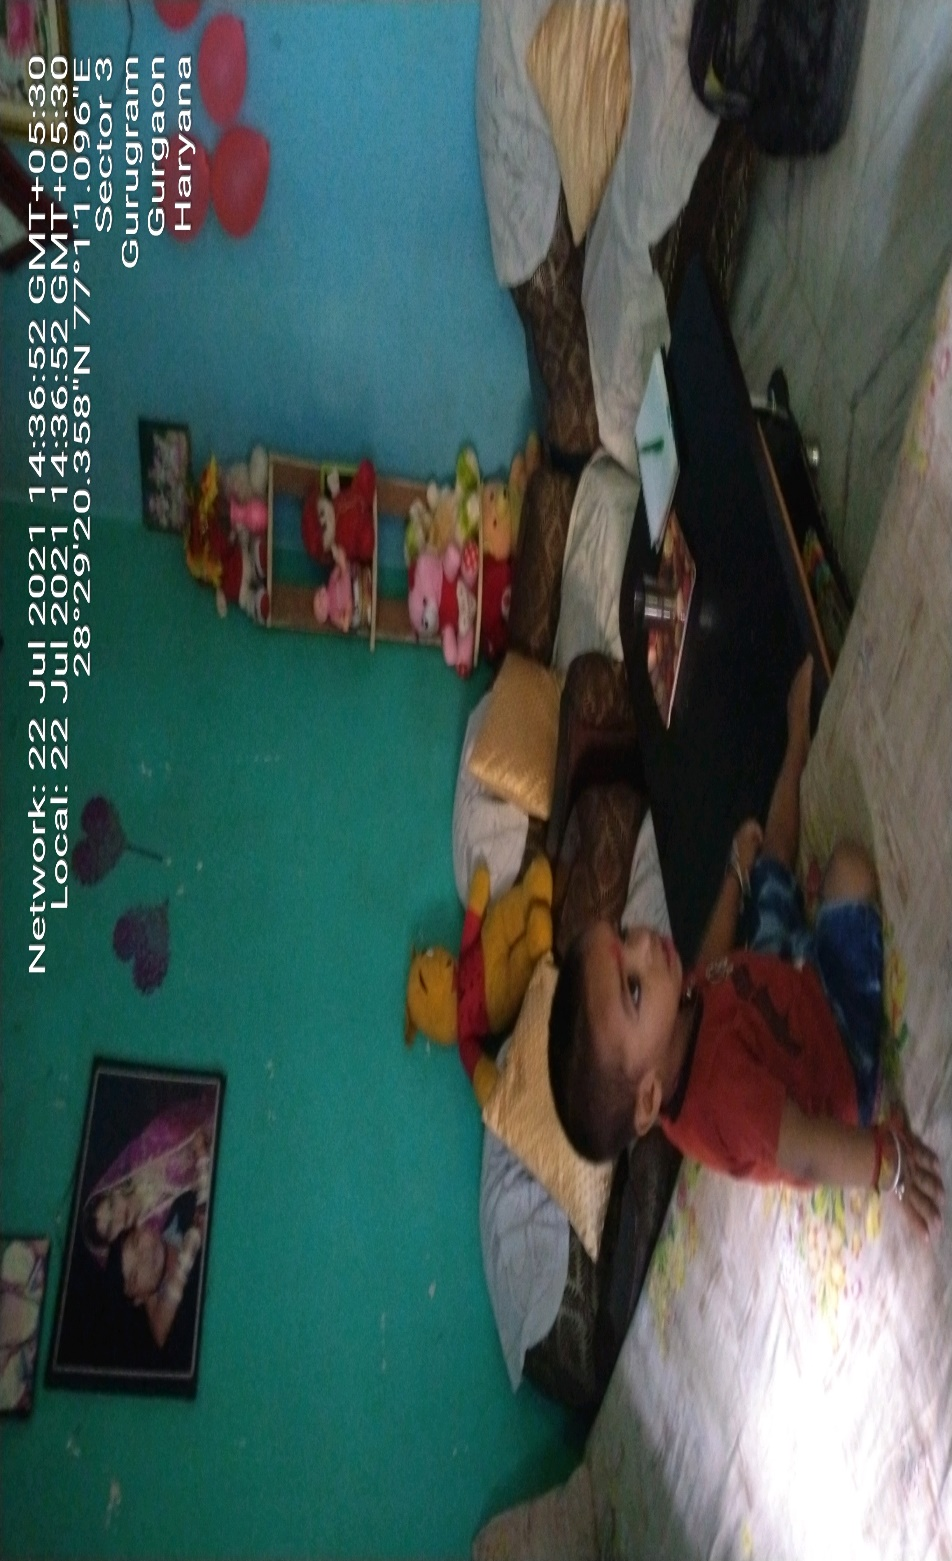 Network: 22 Jul 2021 14:36:52 GMT+05:30
Local: 22 Jul 2021 14:36:52 GMT+05:30
28°29'20.358"N 77°1'11.096"E
Sector 3
Gurugram
Gurgaon
Haryana